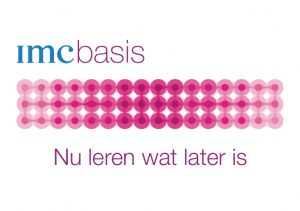 imcbasis
Nu leren wat later is